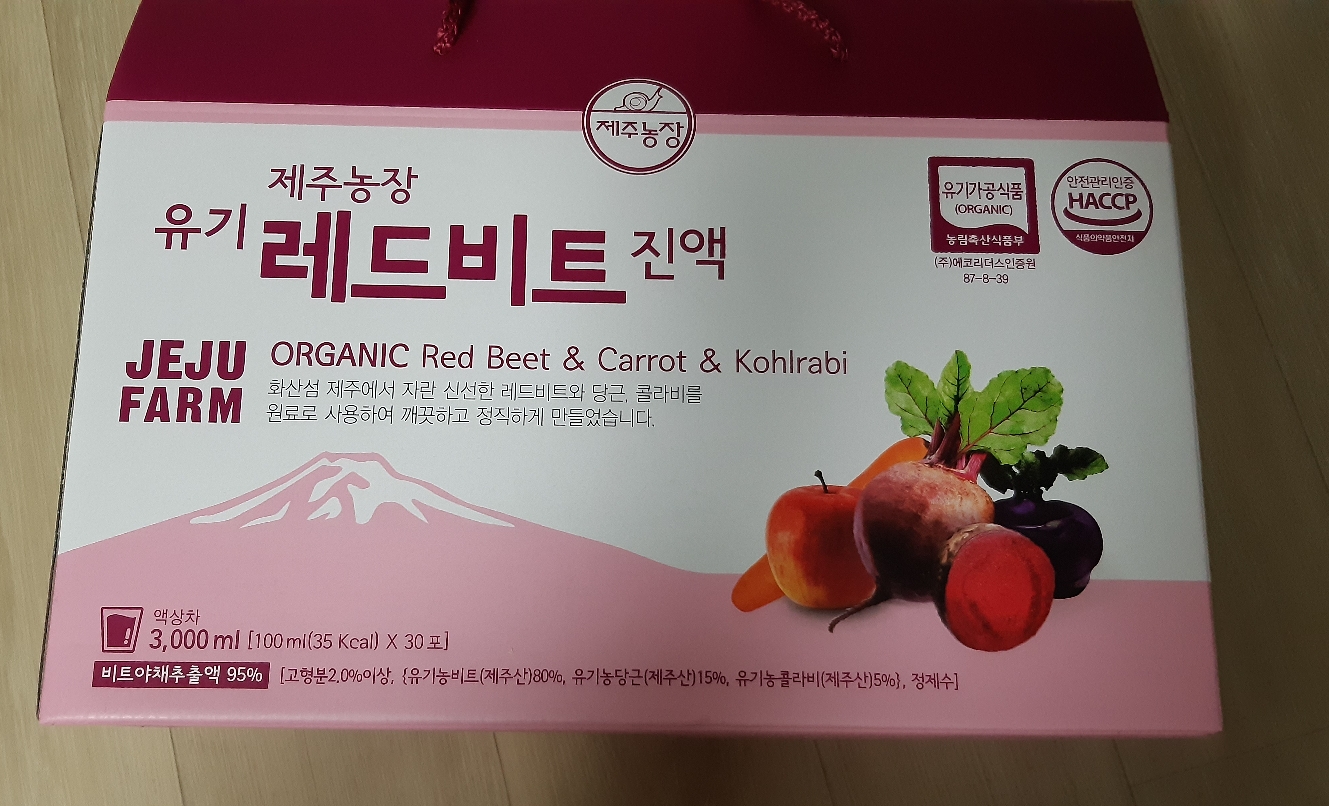 제주농장
제주농장
유기 레드비트 진액
유기가공식품
(ORGANIC)
농림축산식품부
(주)에코리더스인증원
87-8-39
안전관리인증
HACCP
식품의약품안전처
JEJU
FARM
ORGANIC Red Beet & Carrot & Kohlrabi
화산섬 제주에서 자란 신선한 레드비트와 당근, 콜라비를
원료로 사용하여 깨끗하고 정직하게 만들었습니다.
액상차
3,000ml [100ml(35 Kcal) X 30포]
비트야채추출액 95% [고형분2.0%이상, {유기농비트(제주산)80%, 유기농당근(제주산)15%, 유기농콜라비(제주산)5%}, 정제수]